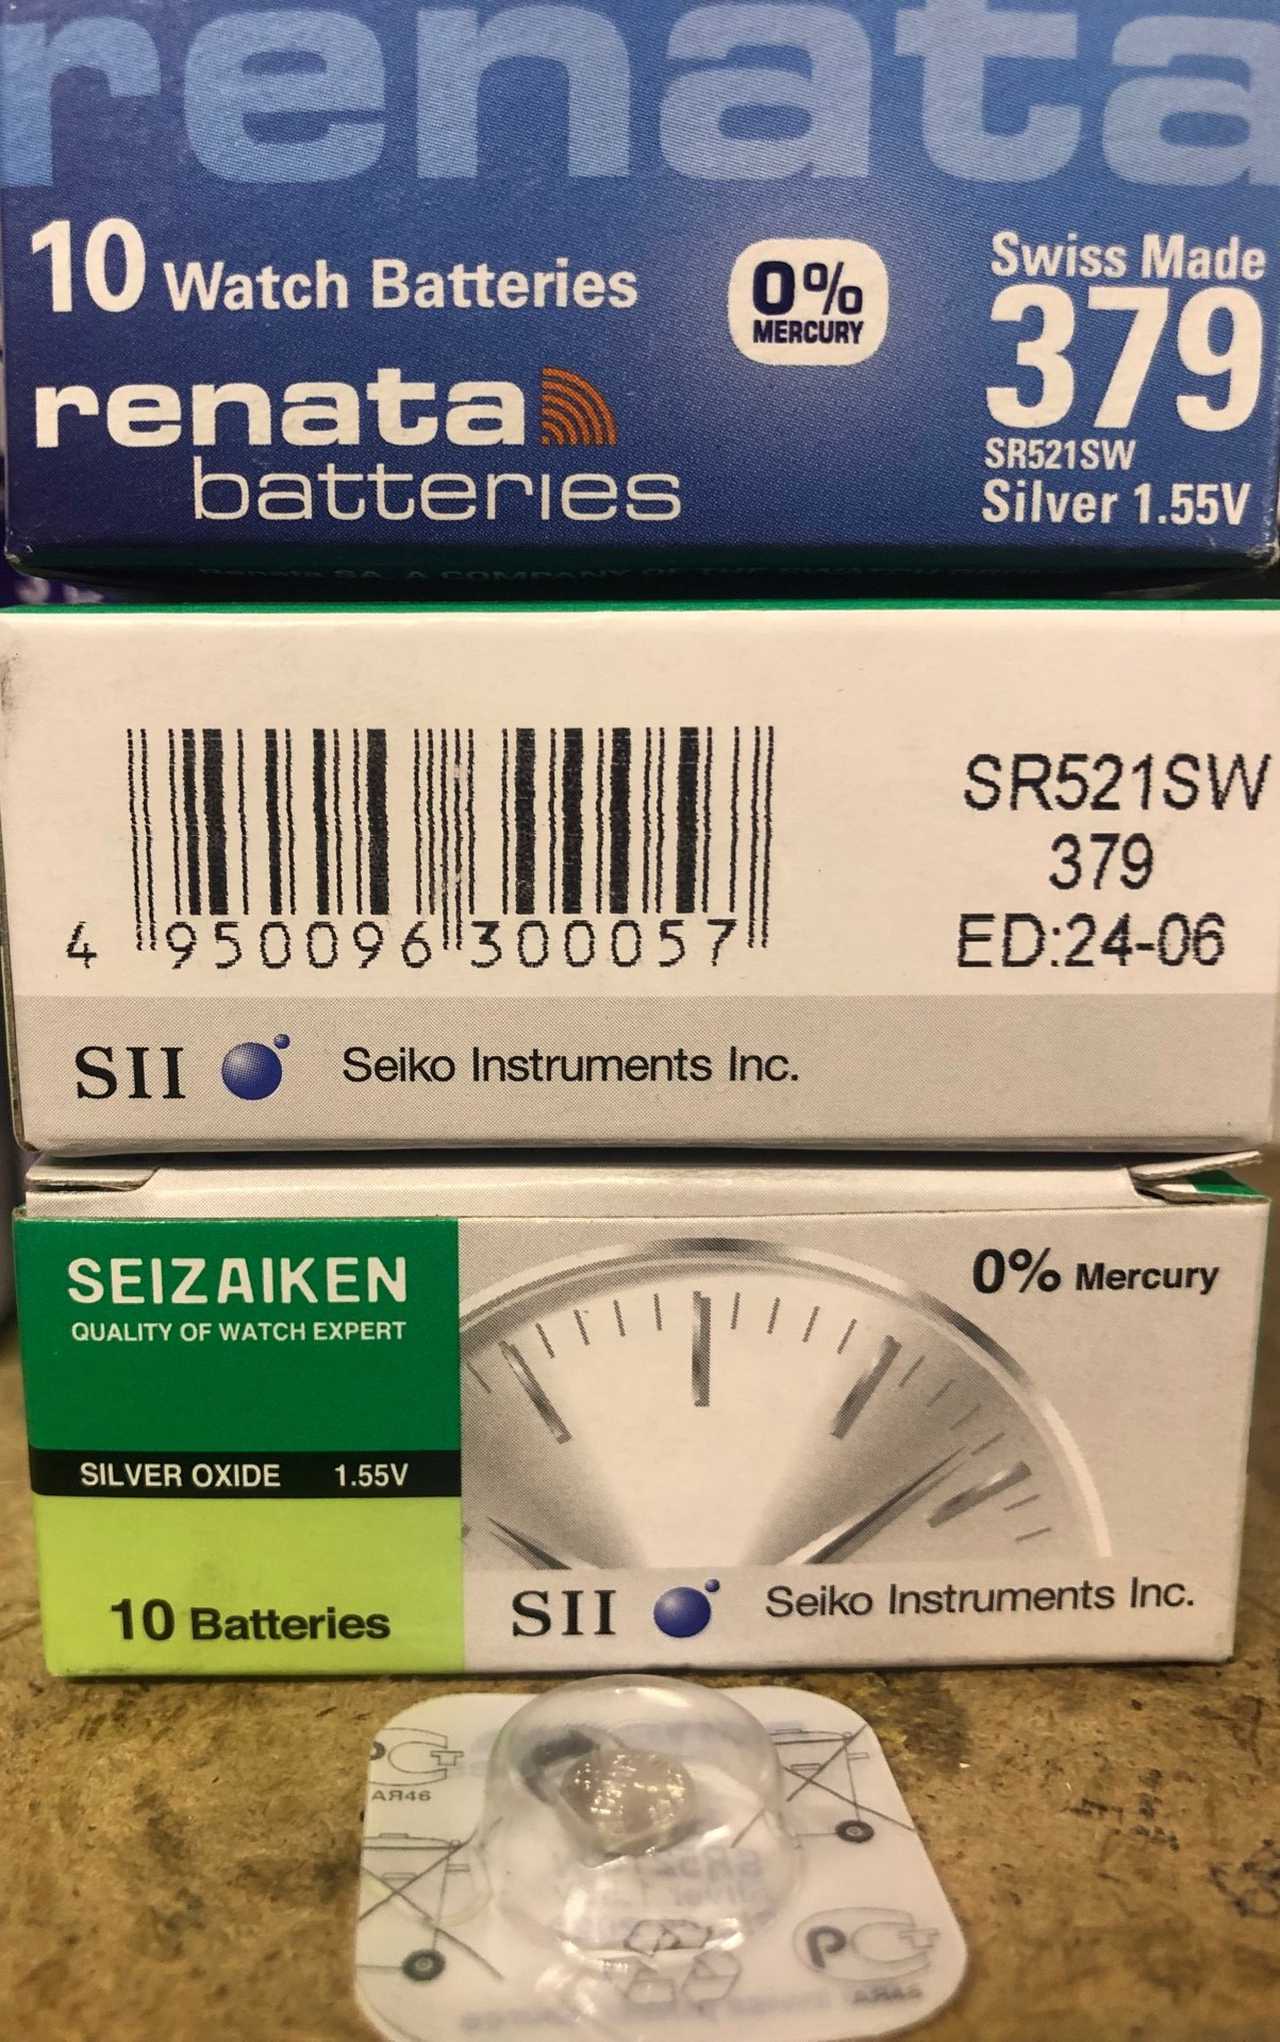 renata
10 Watch Batteries
0%
MERCURY
Swiss Made
379
SR521SW
Silver 1.55V
renata
batteries
SR521SW
379
ED:24-06
4 950096 300057
SII Seiko Instruments Inc.
SEIZAIKEN
QUALITY OF WATCH EXPERT
0% Mercury
SILVER OXIDE 1.55V
10 Batteries
SII Seiko Instruments Inc.
АЯ46